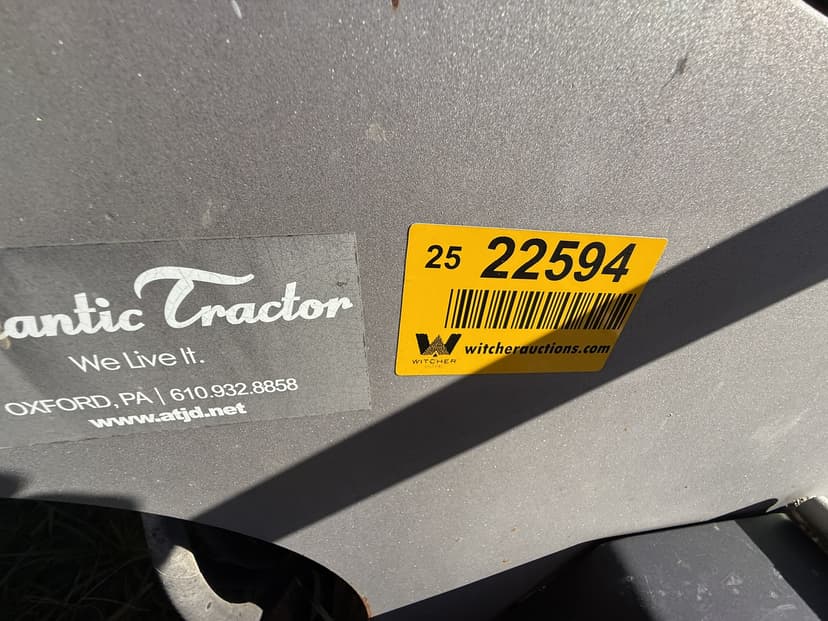 antic Tractor
We Live It.
OXFORD, PA | 610.932.8858
www.atjd.net
25 22594
W
WITCHER
witcherauctions.com